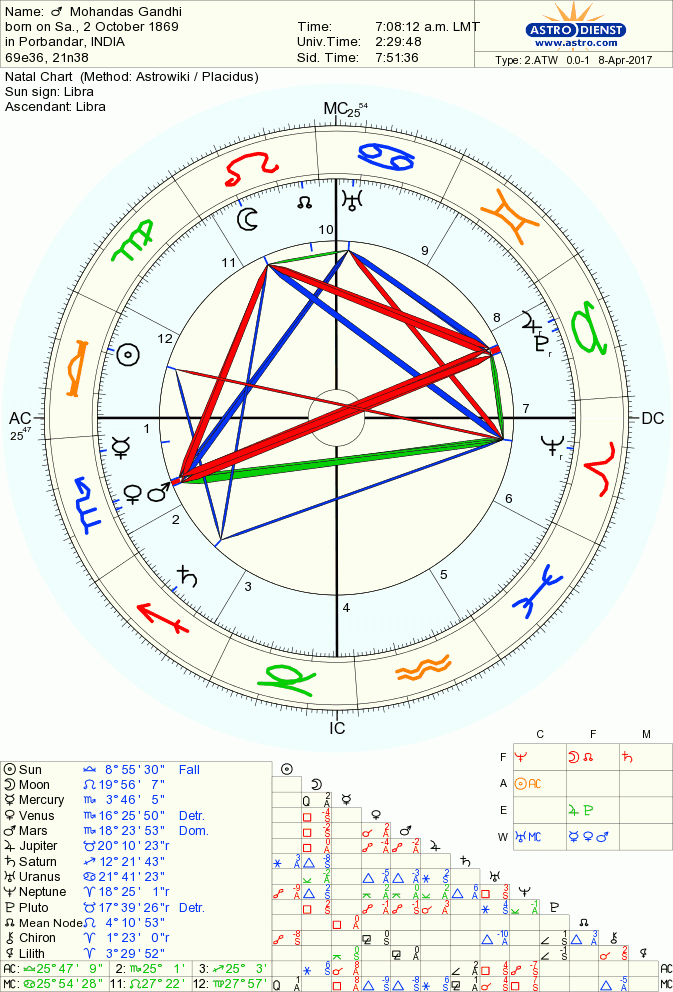 Name: ♂ Mohandas Gandhi
born on Sa., 2 October 1869
in Porbandar, INDIA
69e36, 21n38
Time: 7:08:12 a.m. LMT
Univ.Time: 2:29:48
Sid. Time: 7:51:36
ASTRO DIENST
www.astro.com
Type: 2.ATW 0.0-1 8-Apr-2017
Natal Chart (Method: Astrowiki / Placidus)
Sun sign: Libra
Ascendant: Libra
MC 25 54
10
9
11
8
12
AC 25 47
DC
7
1
6
2
5
3
4
IC
C F M
F ♆ ☽ ☊ ♄
A ☉ AC
E ♃ ♇
W ♅ MC ☿ ♀ ♂
☉ Sun ♎ 8°55'30" Fall
☽ Moon ♌ 19°56' 7"
☿ Mercury ♏ 3°46' 5"
♀ Venus ♏ 16°25'50" Detr.
♂ Mars ♏ 18°23'53" Dom.
♃ Jupiter ♉ 20°10'23"r
♄ Saturn ♐ 12°21'43"
♅ Uranus ♋ 21°41'23"
♆ Neptune ♈ 18°25' 1"r
♇ Pluto ♉ 17°39'26"r Detr.
☊ Mean Node ♌ 4°10'53"
⚷ Chiron ♈ 1°23' 0"r
⚸ Lilith ♈ 3°29'52"
AC: ♎ 25°47' 9" 2: ♏ 25° 1' 3: ♐ 25° 3'
MC: ♋ 25°54'28" 11: ♌ 27°22' 12: ♍ 27°57'